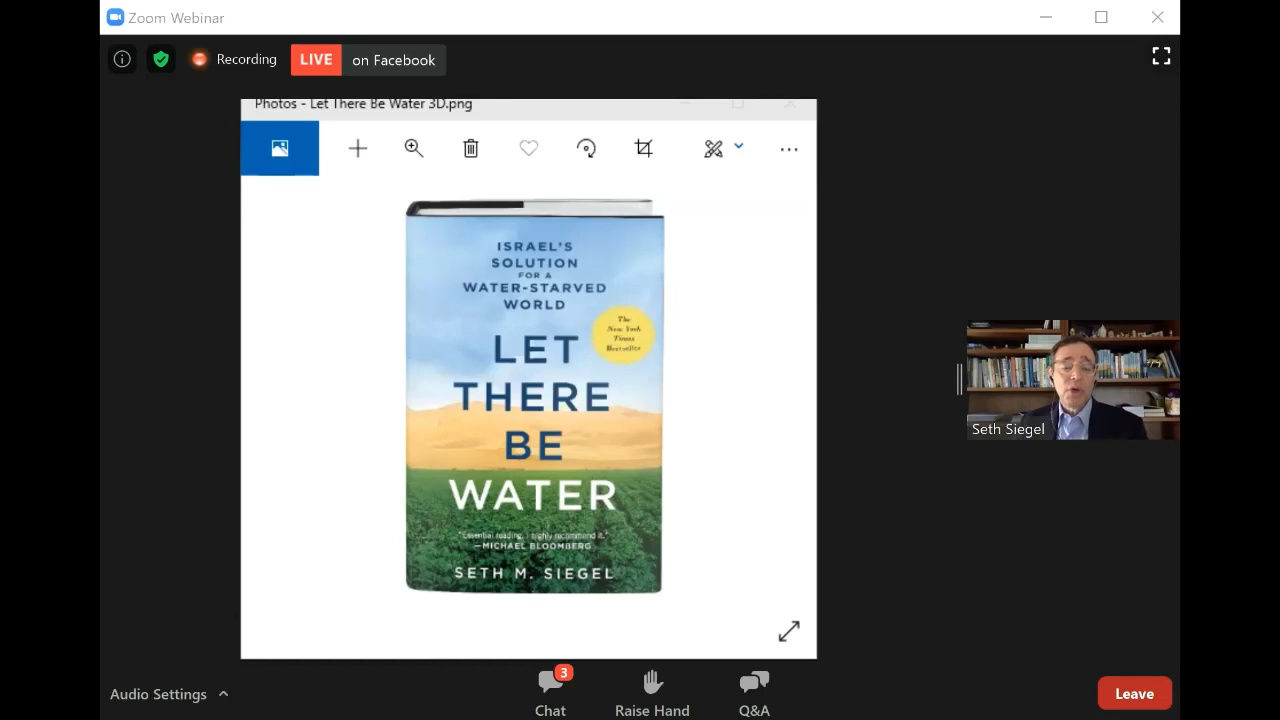 Zoom Webinar
Recording
LIVE
on Facebook
Photos - Let There Be Water 3D.png
ISRAEL'S
SOLUTION
FOR A
WATER-STARVED
WORLD
The
New York
Times
Bestseller
LET
THERE
BE
WATER
"Essential reading. I highly recommend it."
—MICHAEL BLOOMBERG
SETH M. SIEGEL
Seth Siegel
Audio Settings
3
Chat
Raise Hand
Q&A
Leave